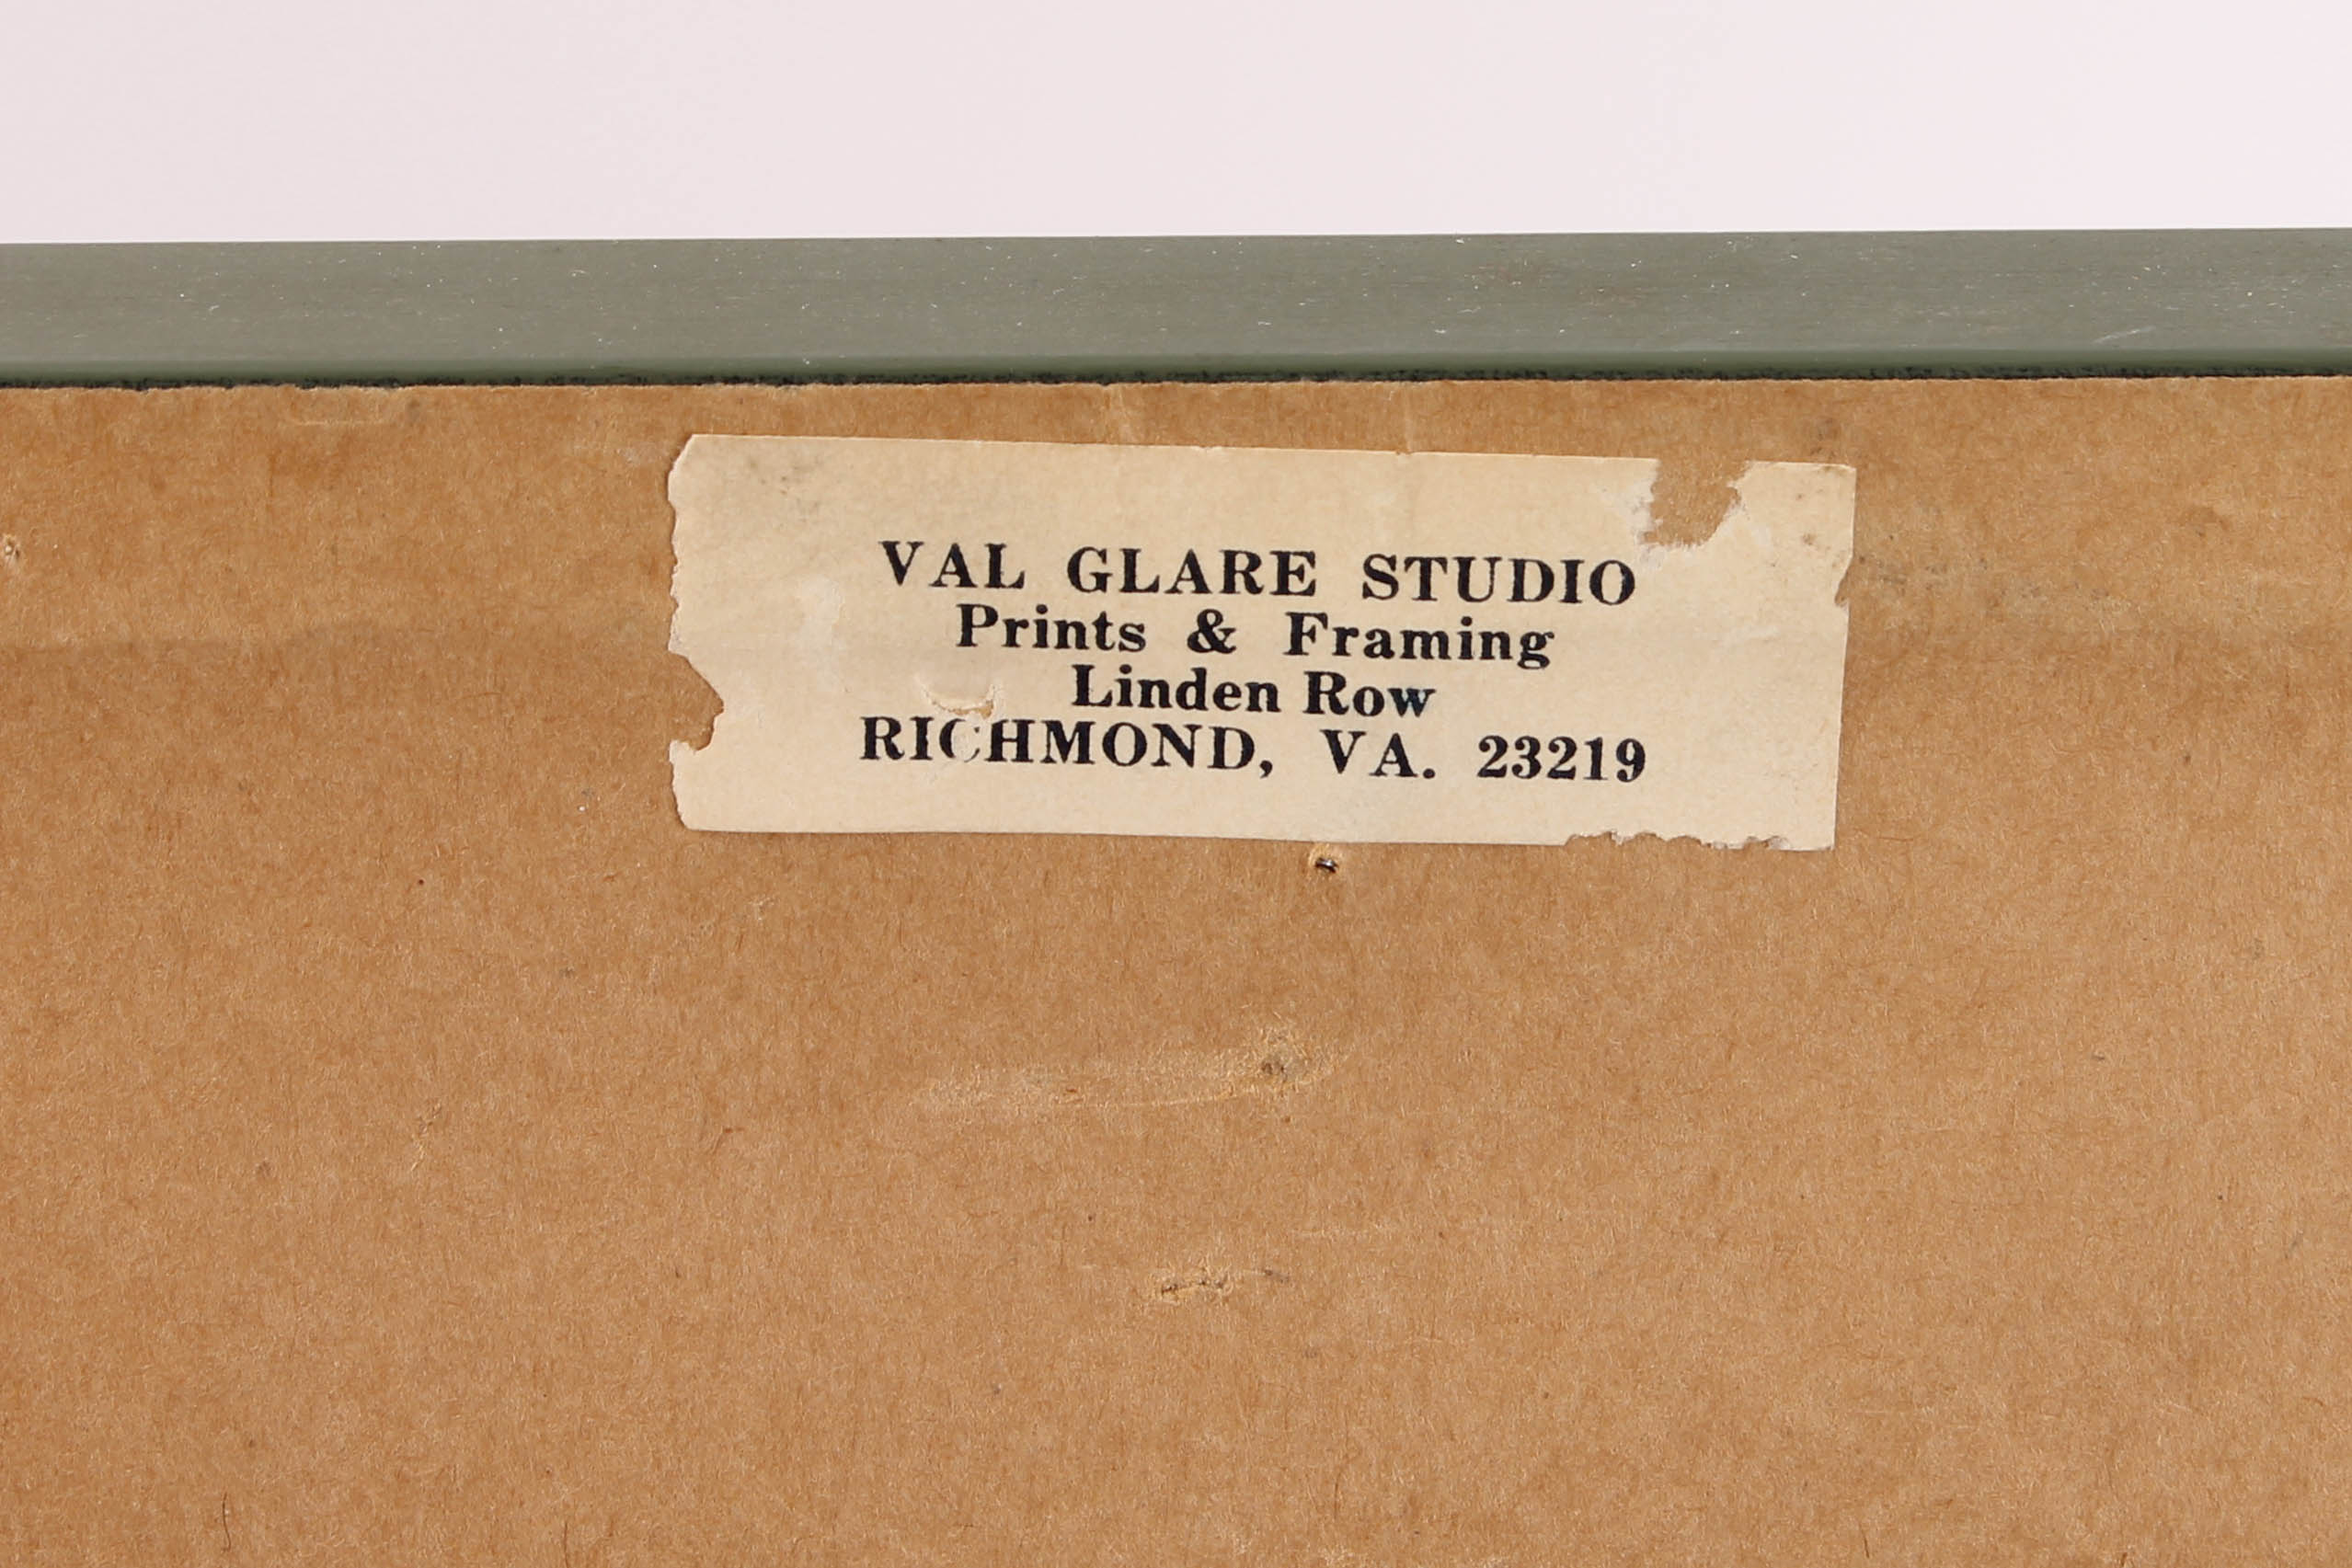 VAL GLARE STUDIO
Prints & Framing
Linden Row
RICHMOND, VA. 23219